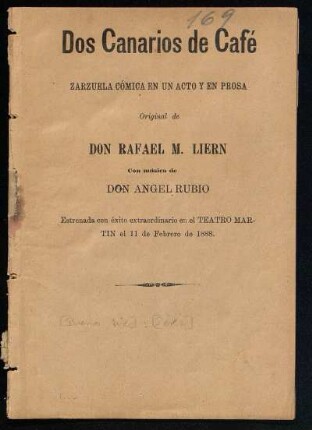 169
Dos Canarios de Café
ZARZUELA CÓMICA EN UN ACTO Y EN PROSA
Original de
DON RAFAEL M. LIERN
Con música de
DON ANGEL RUBIO
Estrenada con éxito extraordinario en el TEATRO MAR-
TIN el 11 de Febrero de 1888.